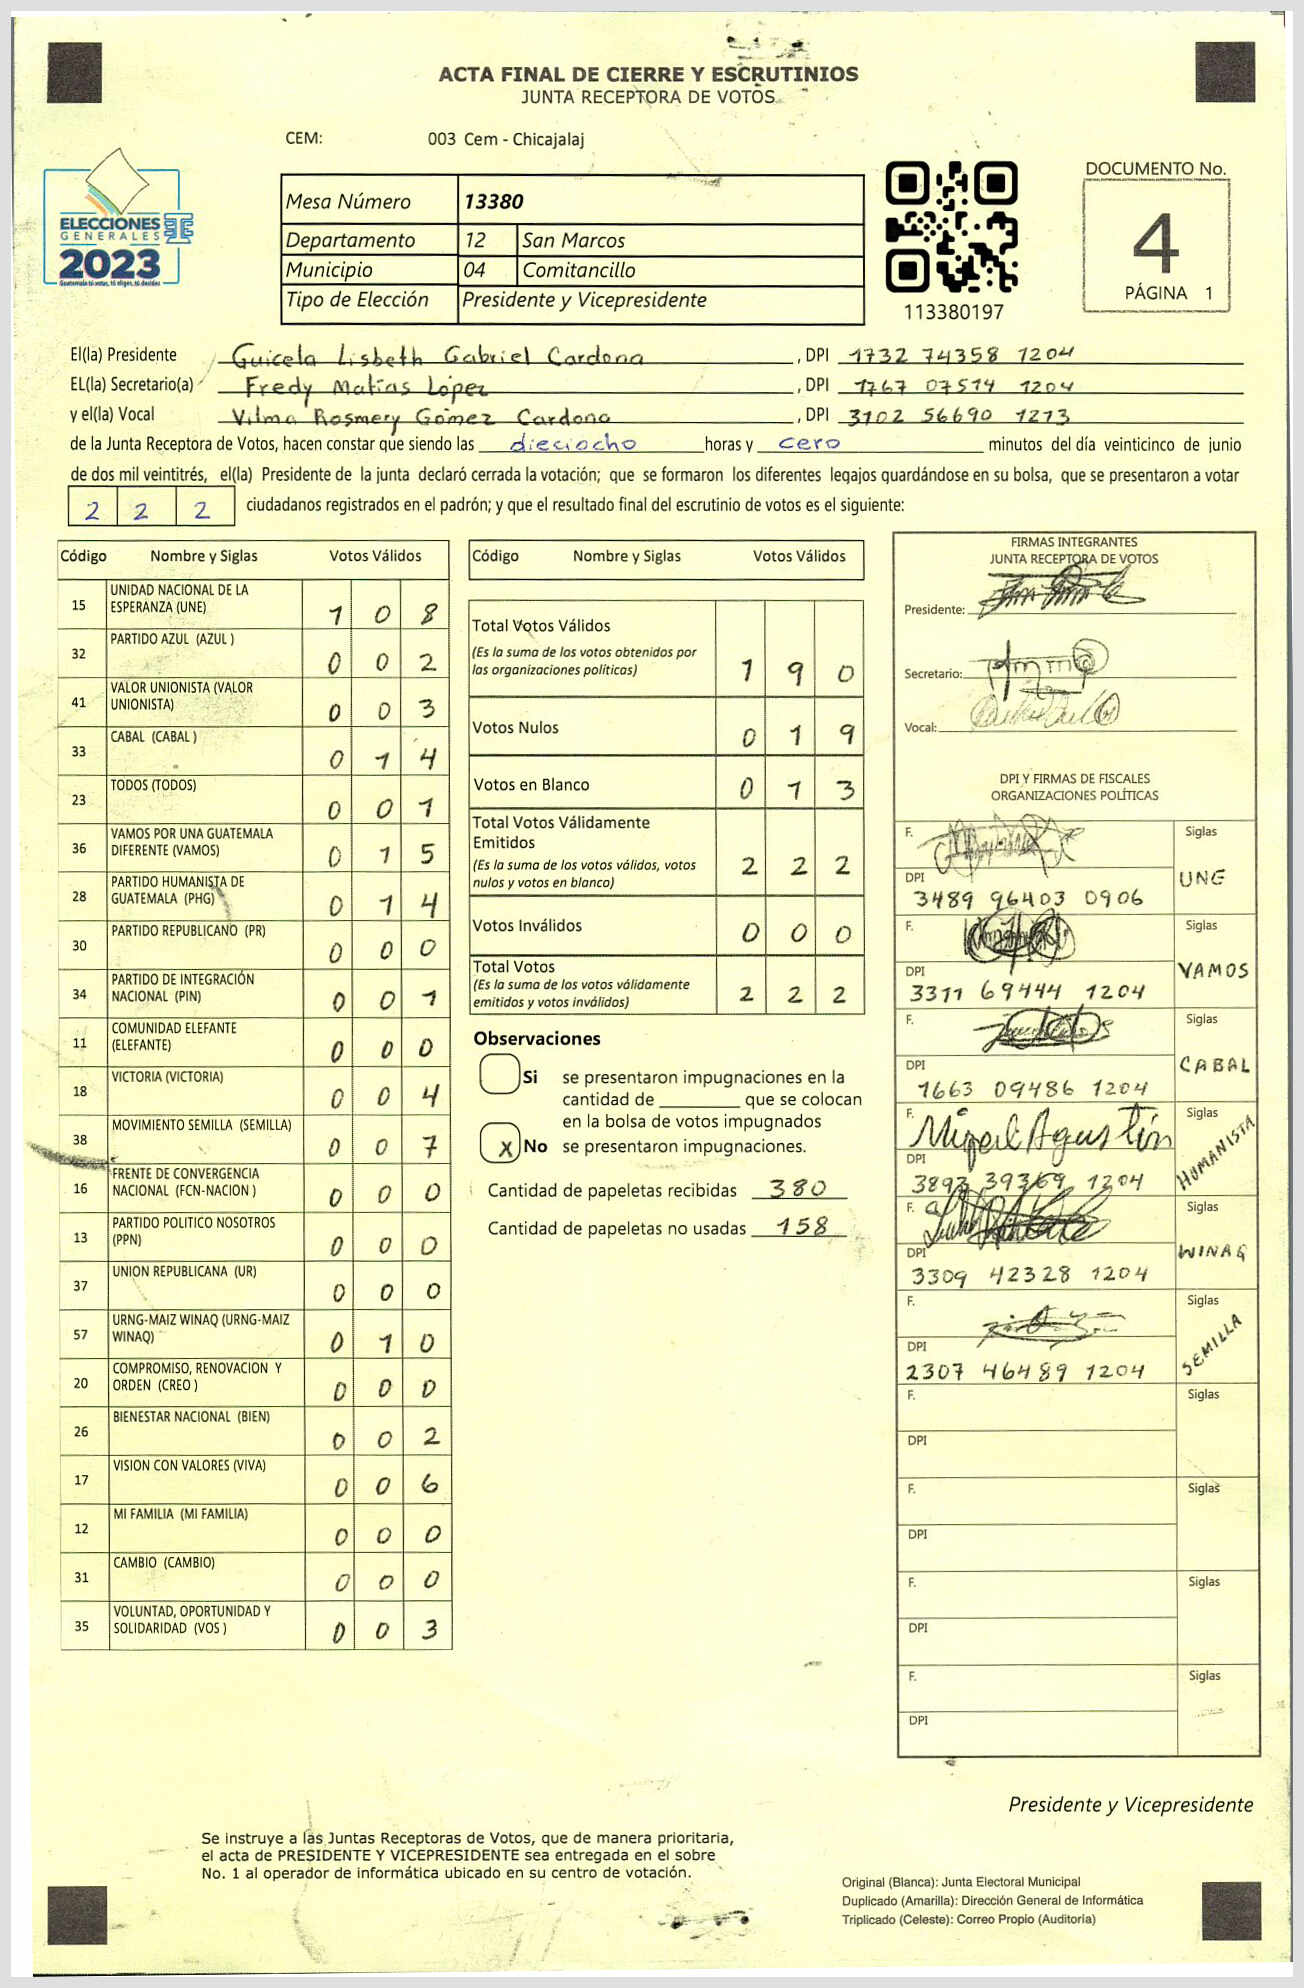 ACTA FINAL DE CIERRE Y ESCRUTINIOS
JUNTA RECEPTORA DE VOTOS
CEM: 003 Cem - Chicajalaj
ELECCIONES
GENERALES
2023
Guatemala tú votas, tú eliges, tú decides
Mesa Número 13380
Departamento 12 San Marcos
Municipio 04 Comitancillo
Tipo de Elección Presidente y Vicepresidente
113380197
DOCUMENTO No.
4
PÁGINA 1
El(la) Presidente Guicela Lisbeth Gabriel Cardona, DPI 1732 74358 1204
EL(la) Secretario(a) Fredy Matías López, DPI 1767 07514 1204
y el(la) Vocal Vilma Rosmery Gómez Cardona, DPI 3102 56690 1213
de la Junta Receptora de Votos, hacen constar que siendo las dieciocho horas y cero minutos del día veinticinco de junio
de dos mil veintitrés, el(la) Presidente de la junta declaró cerrada la votación; que se formaron los diferentes legajos guardándose en su bolsa, que se presentaron a votar
2 2 2 ciudadanos registrados en el padrón; y que el resultado final del escrutinio de votos es el siguiente:
Código Nombre y Siglas Votos Válidos
15 UNIDAD NACIONAL DE LA ESPERANZA (UNE) 1 0 8
32 PARTIDO AZUL (AZUL ) 0 0 2
41 VALOR UNIONISTA (VALOR UNIONISTA) 0 0 3
33 CABAL (CABAL ) 0 1 4
23 TODOS (TODOS) 0 0 1
36 VAMOS POR UNA GUATEMALA DIFERENTE (VAMOS) 0 1 5
28 PARTIDO HUMANISTA DE GUATEMALA (PHG) 0 1 4
30 PARTIDO REPUBLICANO (PR) 0 0 0
34 PARTIDO DE INTEGRACIÓN NACIONAL (PIN) 0 0 1
11 COMUNIDAD ELEFANTE (ELEFANTE) 0 0 0
18 VICTORIA (VICTORIA) 0 0 4
38 MOVIMIENTO SEMILLA (SEMILLA) 0 0 7
16 FRENTE DE CONVERGENCIA NACIONAL (FCN-NACION ) 0 0 0
13 PARTIDO POLITICO NOSOTROS (PPN) 0 0 0
37 UNION REPUBLICANA (UR) 0 0 0
57 URNG-MAIZ WINAQ (URNG-MAIZ WINAQ) 0 1 0
20 COMPROMISO, RENOVACION Y ORDEN (CREO ) 0 0 0
26 BIENESTAR NACIONAL (BIEN) 0 0 2
17 VISION CON VALORES (VIVA) 0 0 6
12 MI FAMILIA (MI FAMILIA) 0 0 0
31 CAMBIO (CAMBIO) 0 0 0
35 VOLUNTAD, OPORTUNIDAD Y SOLIDARIDAD (VOS ) 0 0 3
Código Nombre y Siglas Votos Válidos
Total Votos Válidos
(Es la suma de los votos obtenidos por
las organizaciones políticas) 1 9 0
Votos Nulos 0 1 9
Votos en Blanco 0 1 3
Total Votos Válidamente
Emitidos
(Es la suma de los votos válidos, votos
nulos y votos en blanco) 2 2 2
Votos Inválidos 0 0 0
Total Votos
(Es la suma de los votos válidamente
emitidos y votos inválidos) 2 2 2
Observaciones
Si se presentaron impugnaciones en la
cantidad de ________ que se colocan
en la bolsa de votos impugnados
x No se presentaron impugnaciones.
Cantidad de papeletas recibidas 380
Cantidad de papeletas no usadas 158
FIRMAS INTEGRANTES
JUNTA RECEPTORA DE VOTOS
Presidente:
Secretario:
Vocal:
DPI Y FIRMAS DE FISCALES
ORGANIZACIONES POLÍTICAS
F. Siglas
DPI UNE
3489 96403 0906
F. Siglas
DPI VAMOS
3311 69444 1204
F. Siglas
DPI CABAL
1663 09486 1204
F. Miguel Agustín Siglas
DPI HUMANISTA
3893 39369 1204
F. Siglas
DPI WINAQ
3309 42328 1204
F. Siglas
DPI SEMILLA
2307 46489 1204
F. Siglas
DPI
F. Siglas
DPI
F. Siglas
DPI
F. Siglas
DPI
Presidente y Vicepresidente
Se instruye a las Juntas Receptoras de Votos, que de manera prioritaria,
el acta de PRESIDENTE Y VICEPRESIDENTE sea entregada en el sobre
No. 1 al operador de informática ubicado en su centro de votación.
Original (Blanca): Junta Electoral Municipal
Duplicado (Amarilla): Dirección General de Informática
Triplicado (Celeste): Correo Propio (Auditoría)